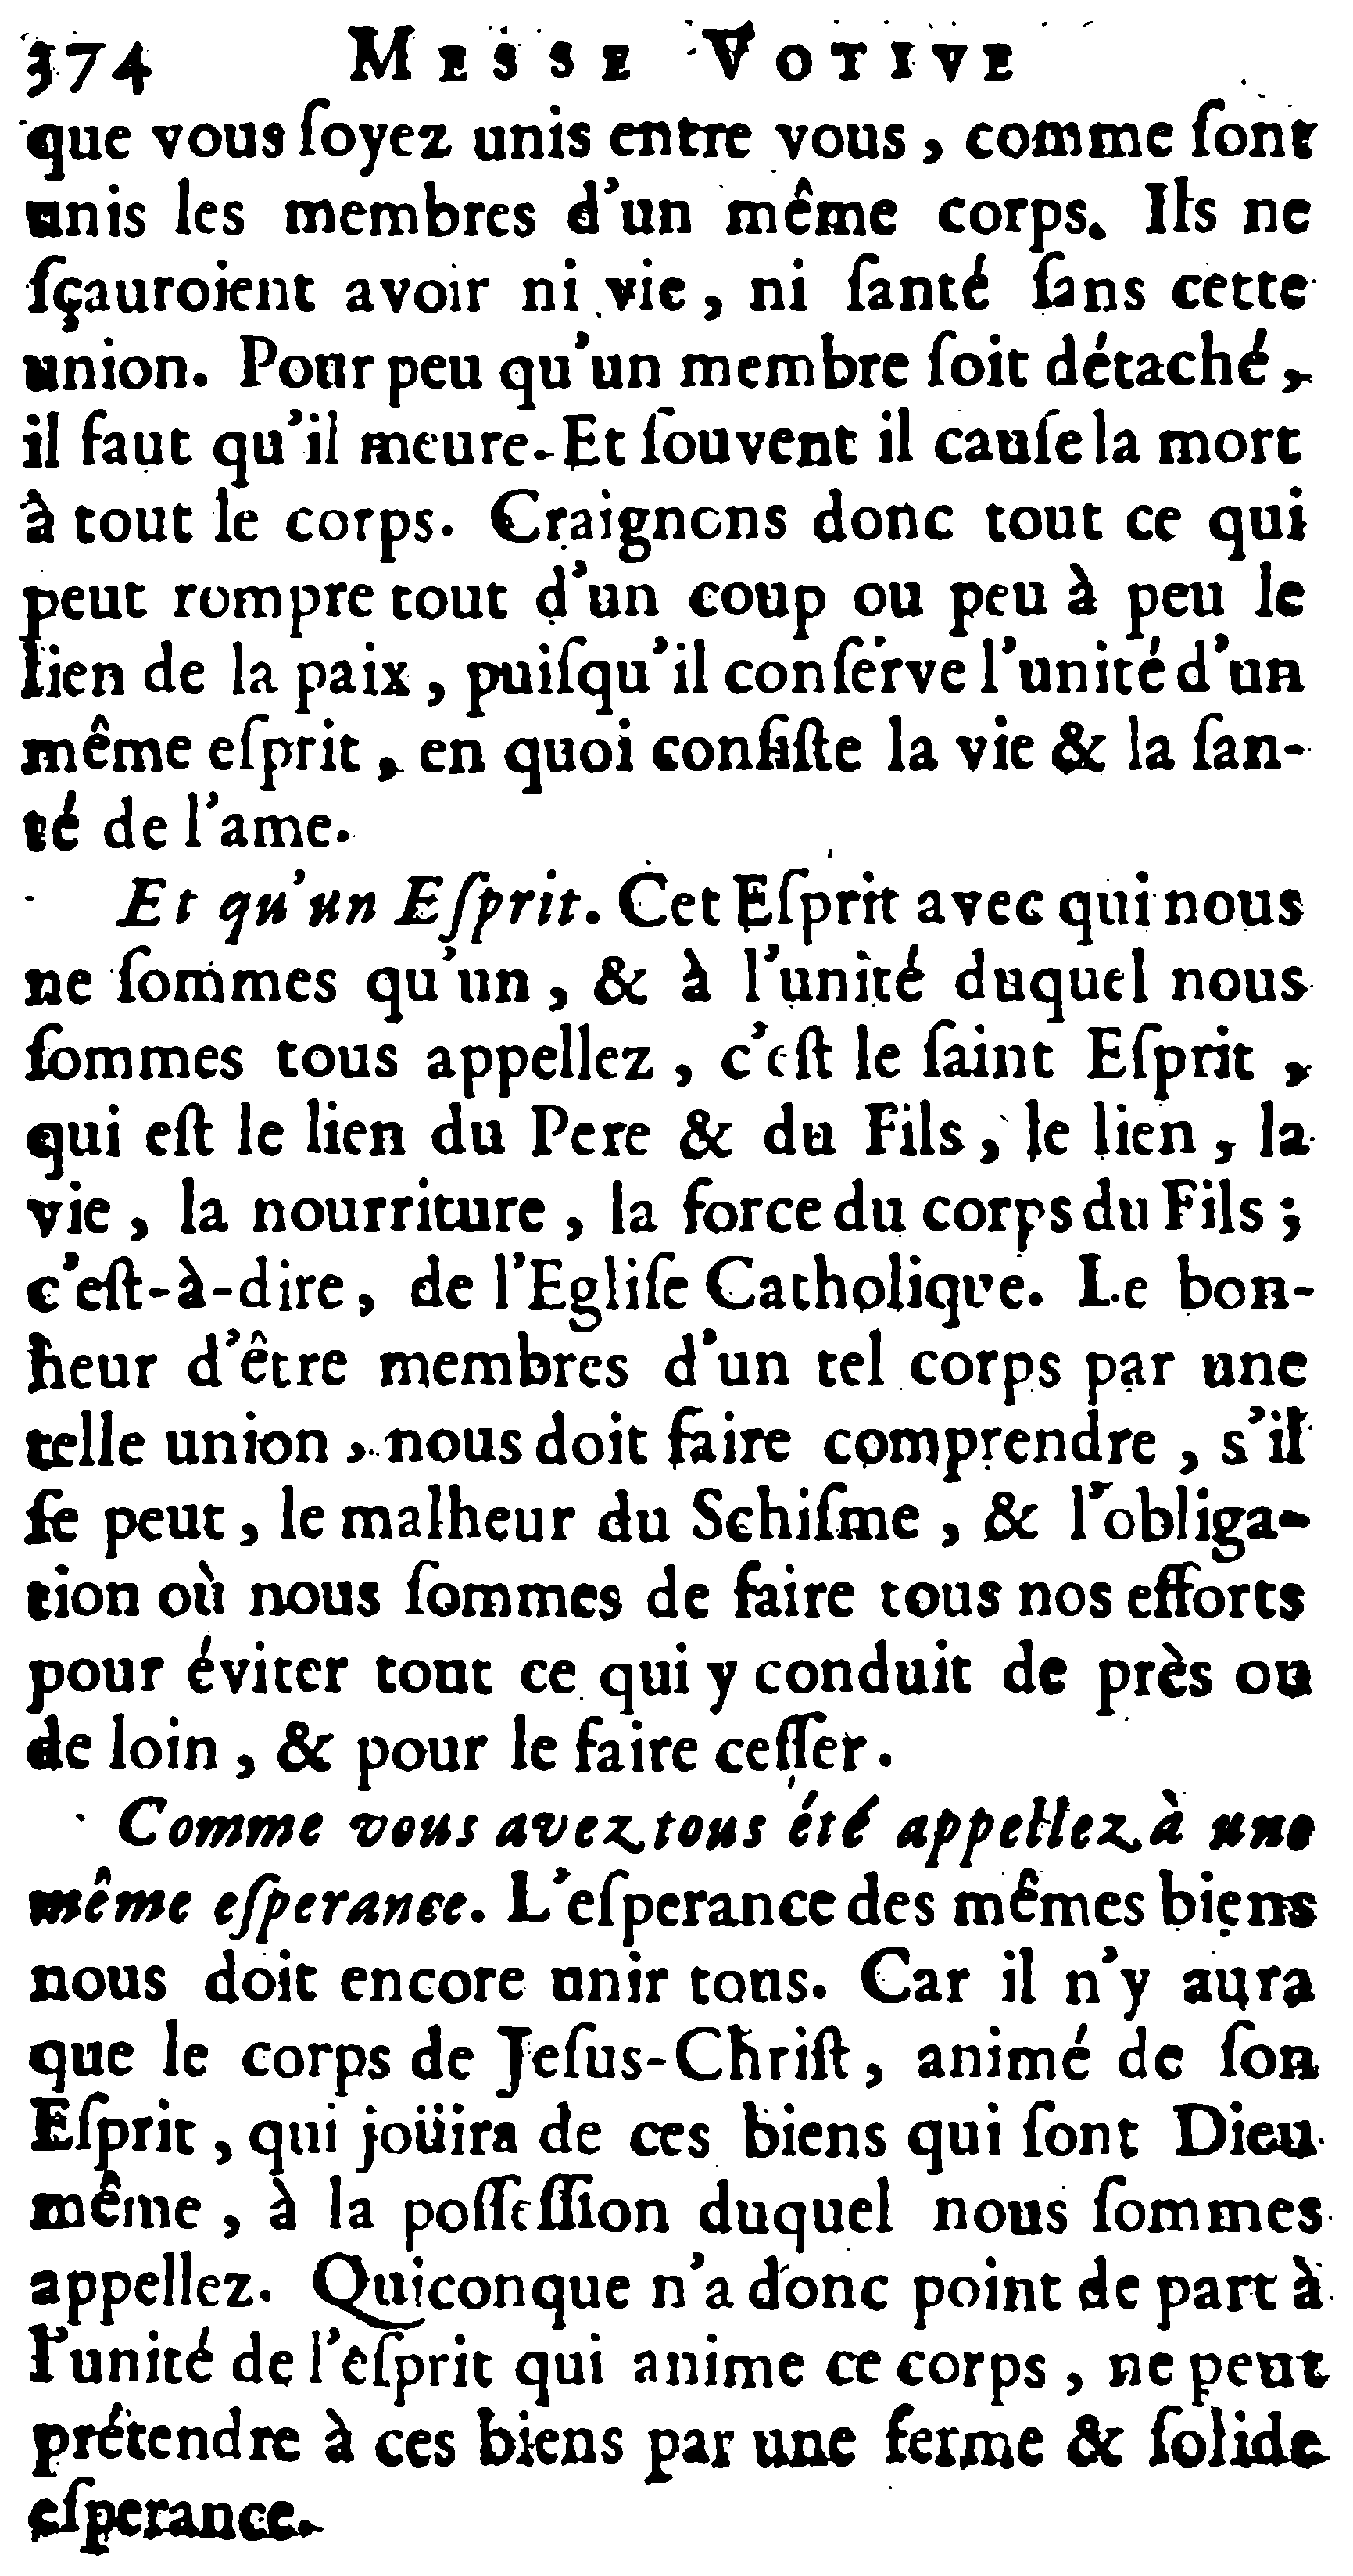 374 MESSE VOTIVE
que vous ſoyez unis entre vous, comme ſont
unis les membres d'un même corps. Ils ne
ſçauroient avoir ni vie, ni ſanté ſans cette
union. Pour peu qu'un membre ſoit détaché,
il faut qu'il meure. Et ſouvent il cauſe la mort
à tout le corps. Craignons donc tout ce qui
peut rompre tout d'un coup ou peu à peu le
lien de la paix, puiſqu'il conſerve l'unité d'un
même eſprit, en quoi conſiſte la vie & la ſan-
té de l'ame.
Et qu'un Eſprit. Cet Eſprit avec qui nous
ne ſommes qu'un, & à l'unité duquel nous
ſommes tous appellez, c'eſt le ſaint Eſprit,
qui eſt le lien du Pere & du Fils, le lien, la
vie, la nourriture, la force du corps du Fils;
c'eſt-à-dire, de l'Egliſe Catholique. Le bon-
heur d'être membres d'un tel corps par une
telle union, nous doit faire comprendre, s'il
ſe peut, le malheur du Schiſme, & l'obliga-
tion où nous ſommes de faire tous nos efforts
pour éviter tout ce qui y conduit de près ou
de loin, & pour le faire ceſſer.
Comme vous avez tous été appellez à une
même eſperance. L'eſperance des mêmes biens
nous doit encore unir tous. Car il n'y aura
que le corps de Jeſus-Chriſt, animé de ſon
Eſprit, qui joüira de ces biens qui ſont Dieu
même, à la poſſeſſion duquel nous ſommes
appellez. Quiconque n'a donc point de part à
l'unité de l'eſprit qui anime ce corps, ne peut
prétendre à ces biens par une ferme & ſolide
eſperance.